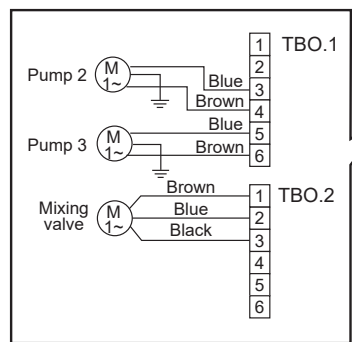 1 TBO.1
2
Pump 2 M 1~ Blue 3
Brown 4
Blue 5
Pump 3 M 1~ Brown 6
Brown 1 TBO.2
Mixing valve M 1~ Blue 2
Black 3
4
5
6